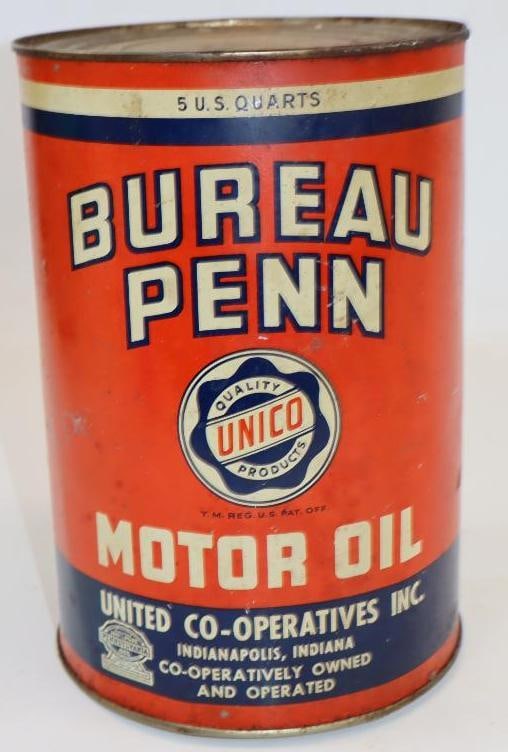 5 U.S. QUARTS
BUREAU
PENN
QUALITY
UNICO
PRODUCTS
T.M. REG. U.S. PAT. OFF.
MOTOR OIL
UNITED CO-OPERATIVES INC.
INDIANAPOLIS, INDIANA
CO-OPERATIVELY OWNED
AND OPERATED